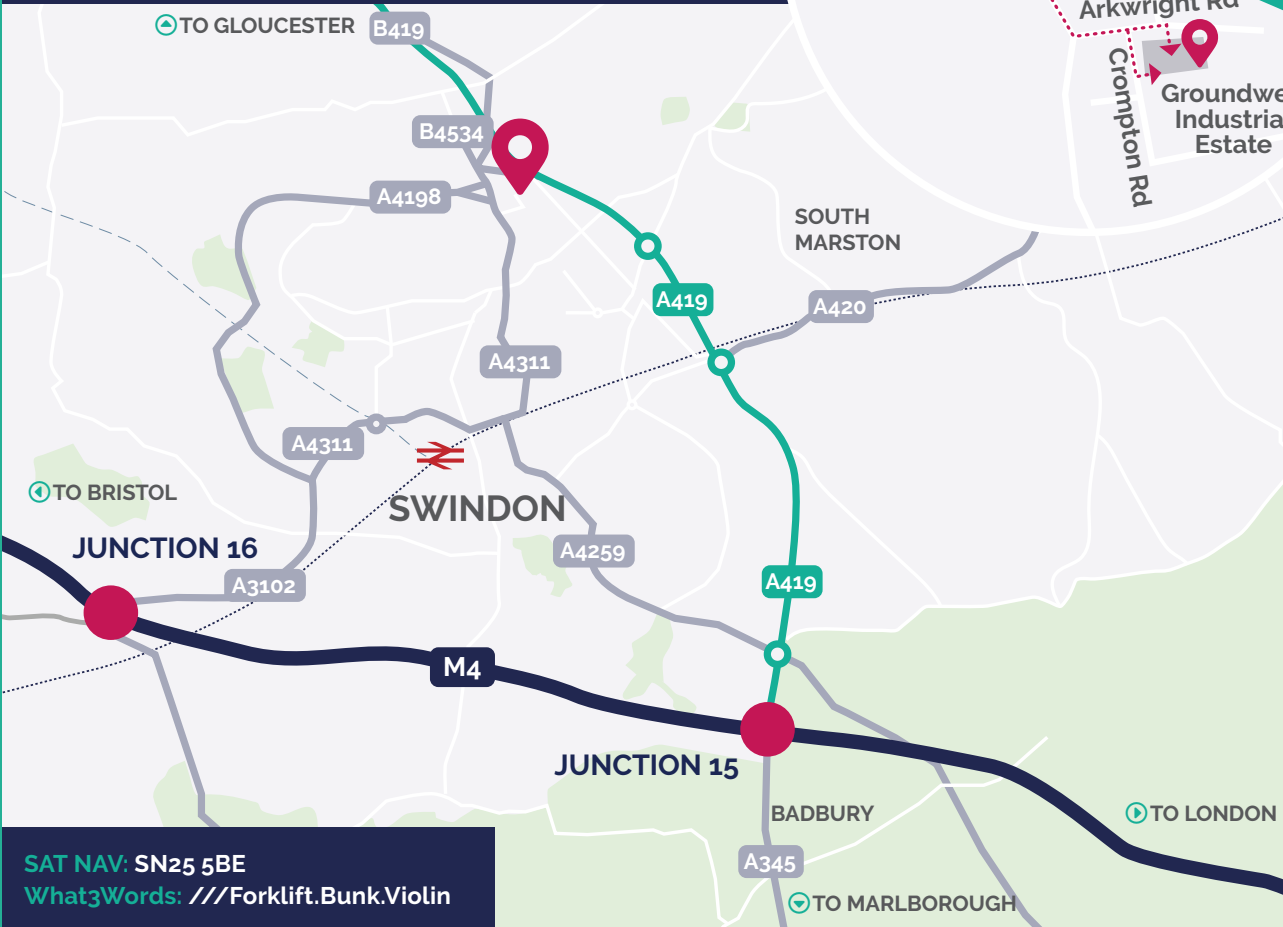 TO GLOUCESTER
B419
Arkwright Rd
Crompton Rd
Groundwe
Industria
Estate
B4534
A4198
SOUTH
MARSTON
A419
A420
A4311
A4311
TO BRISTOL
SWINDON
JUNCTION 16
A4259
A3102
A419
M4
JUNCTION 15
BADBURY
TO LONDON
A345
TO MARLBOROUGH
SAT NAV: SN25 5BE
What3Words: ///Forklift.Bunk.Violin